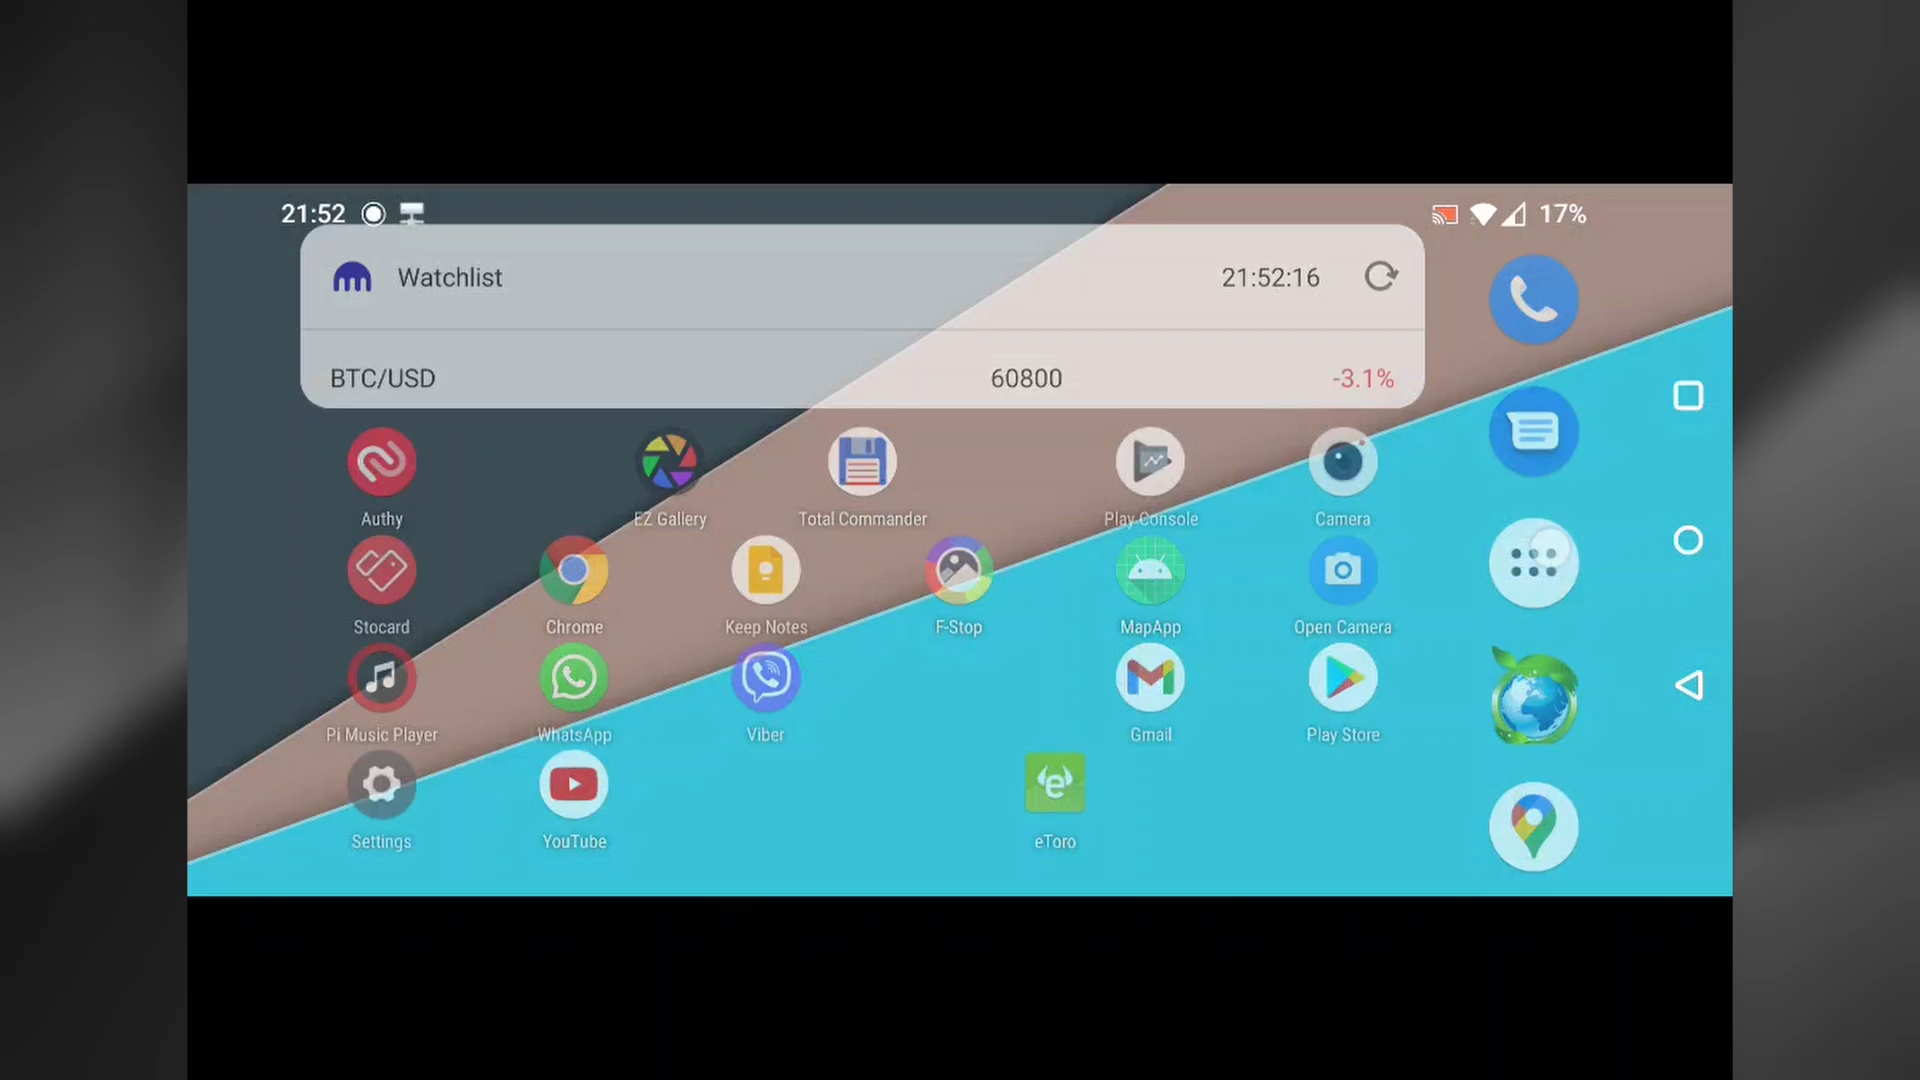 21:52 17%
Watchlist 21:52:16
BTC/USD 60800 -3.1%
Authy EZ Gallery Total Commander Play Console Camera
Stocard Chrome Keep Notes F-Stop MapApp Open Camera
Pi Music Player WhatsApp Viber Gmail Play Store
Settings YouTube eToro